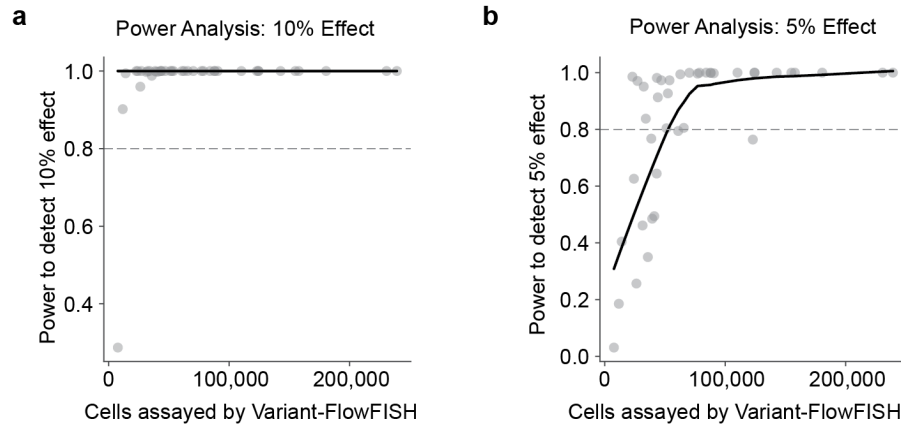 a
Power Analysis: 10% Effect
Power to detect 10% effect
1.0
0.8
0.6
0.4
0
100,000
200,000
Cells assayed by Variant-FlowFISH
b
Power Analysis: 5% Effect
Power to detect 5% effect
1.0
0.8
0.6
0.4
0.2
0.0
0
100,000
200,000
Cells assayed by Variant-FlowFISH